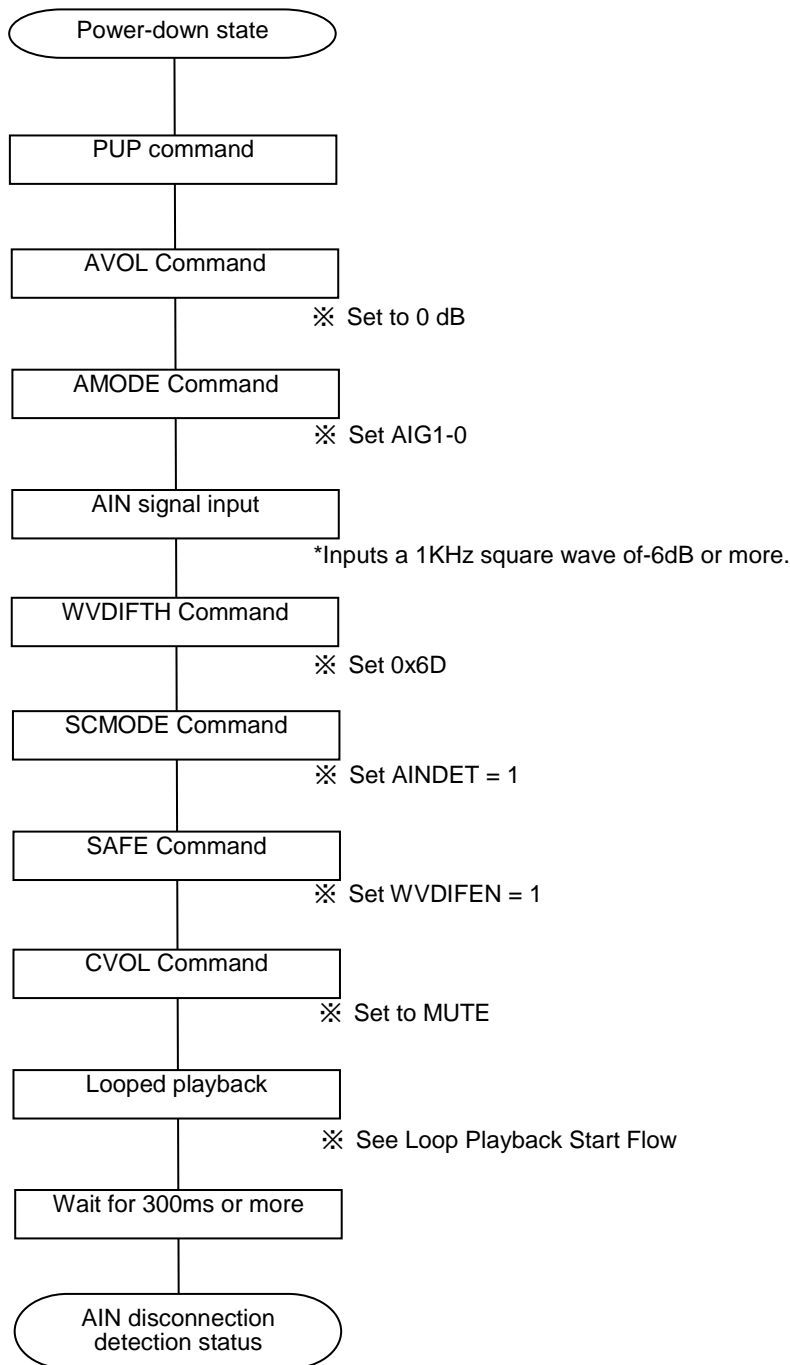 Power-down state
PUP command
AVOL Command
※ Set to 0 dB
AMODE Command
※ Set AIG1-0
AIN signal input
*Inputs a 1KHz square wave of-6dB or more.
WVDIFTH Command
※ Set 0x6D
SCMODE Command
※ Set AINDET = 1
SAFE Command
※ Set WVDIFEN = 1
CVOL Command
※ Set to MUTE
Looped playback
※ See Loop Playback Start Flow
Wait for 300ms or more
AIN disconnection
detection status